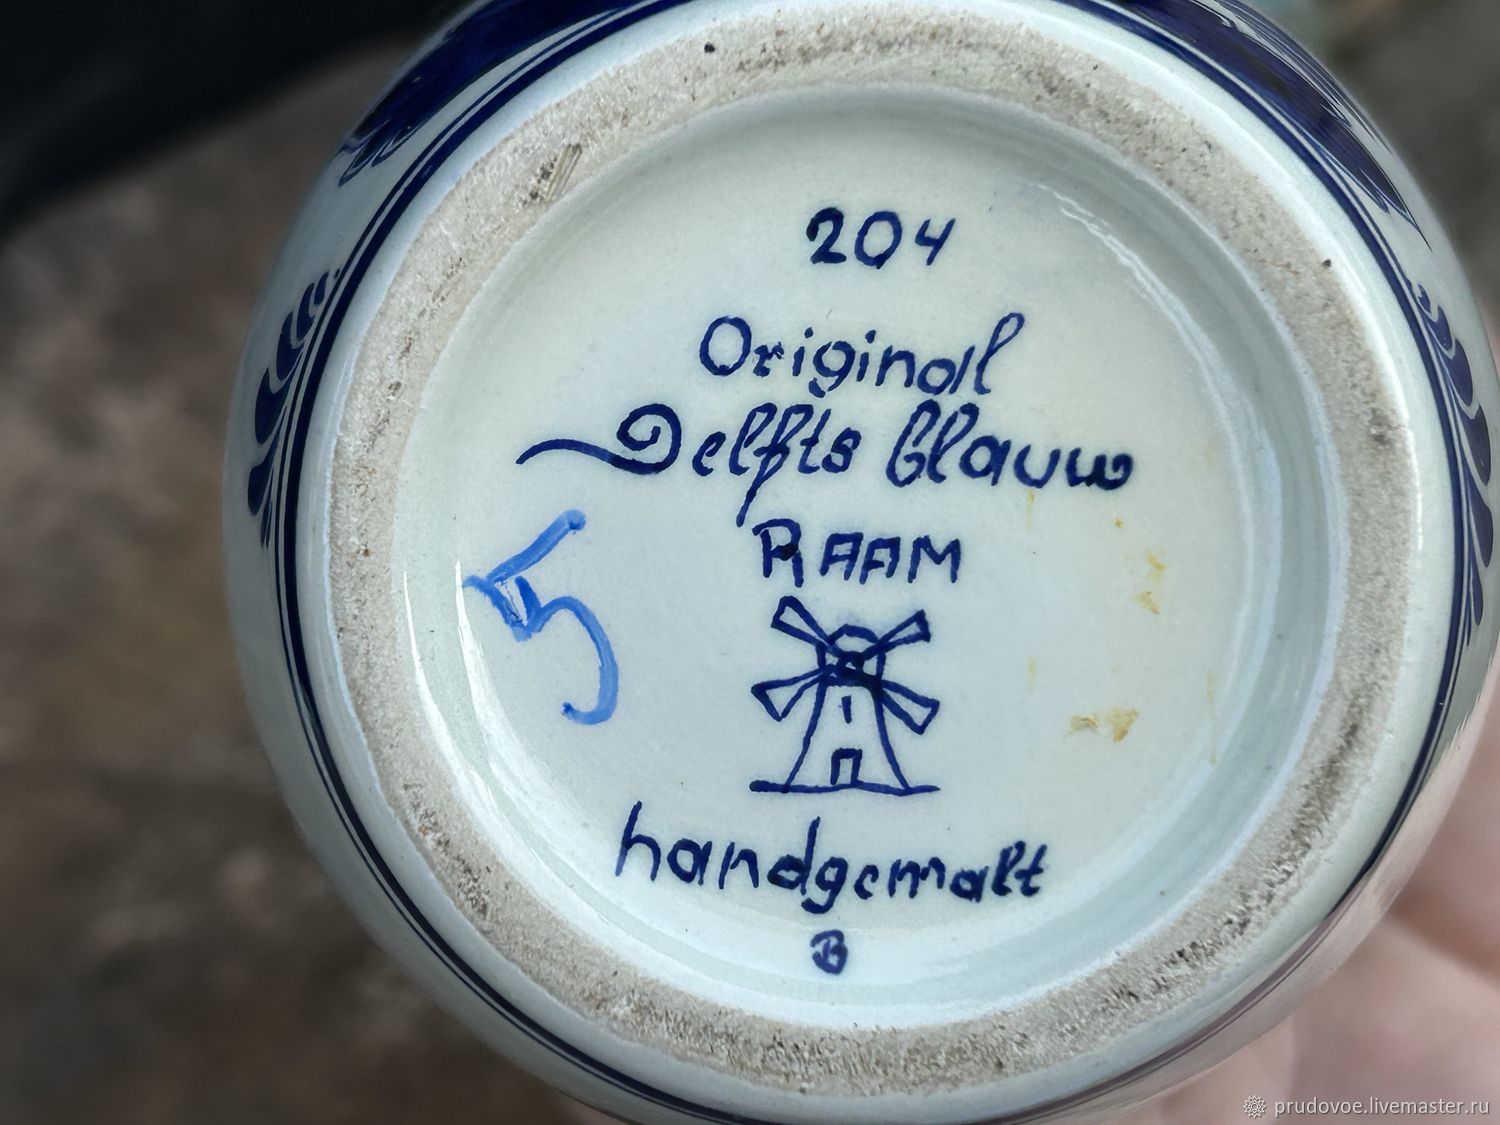 204
Original
Delfts blauw
RAAM
5
handgemalt
B
prudovoe.livemaster.ru